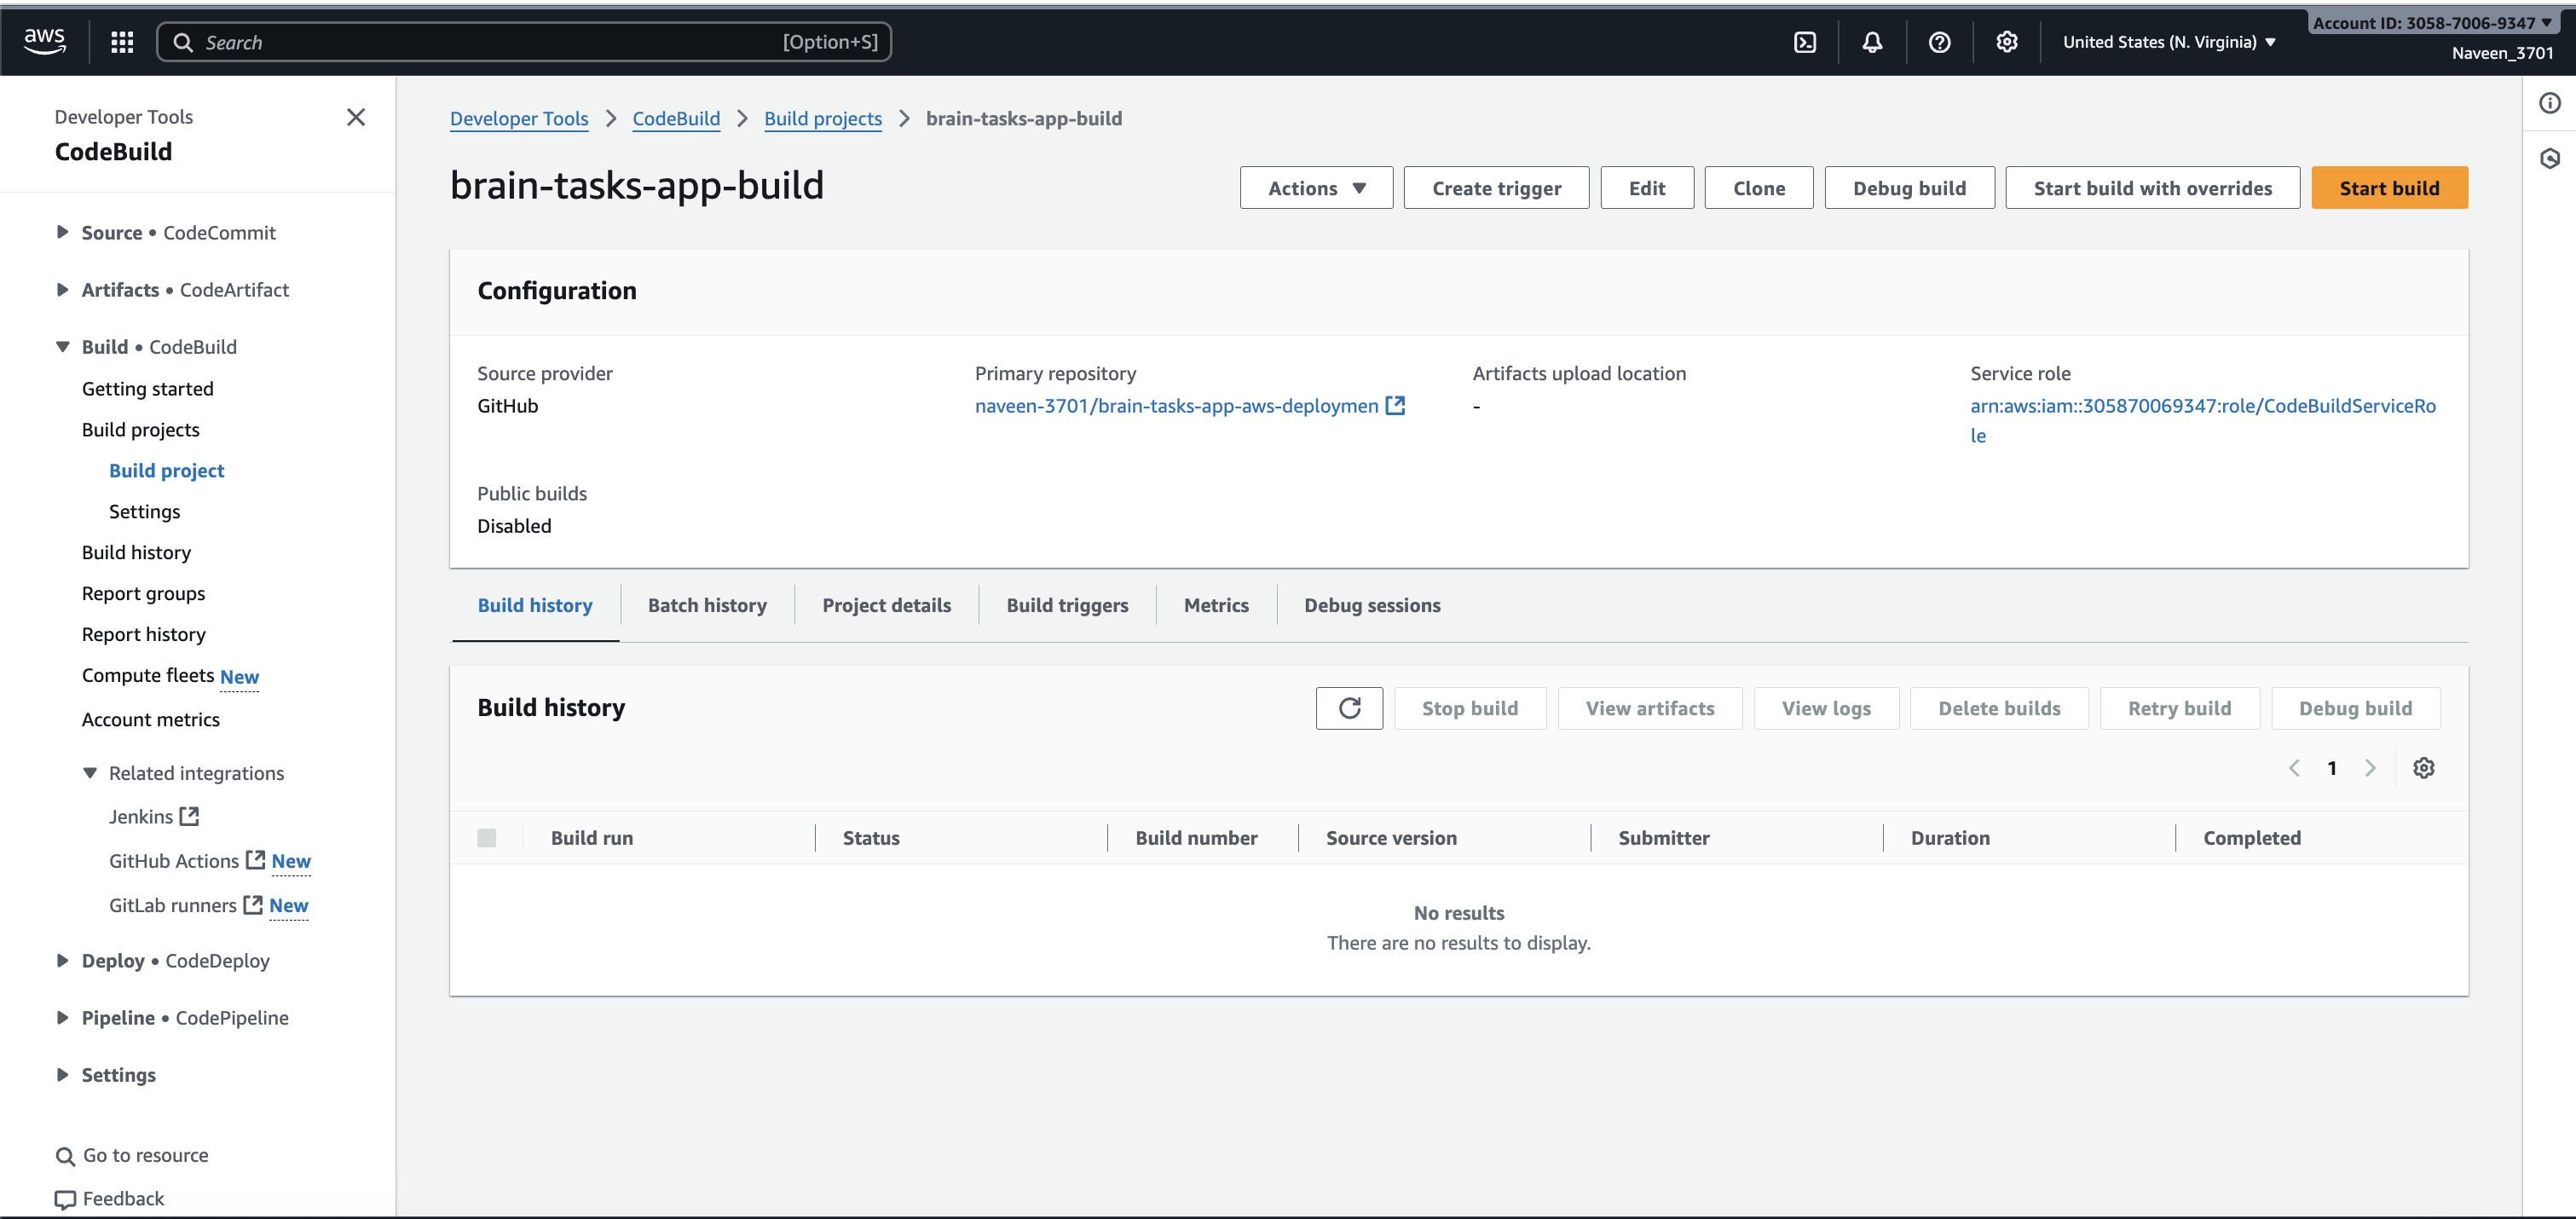 aws
Search
[Option+S]
United States (N. Virginia)
Account ID: 3058-7006-9347
Naveen_3701
Developer Tools
CodeBuild
Source • CodeCommit
Artifacts • CodeArtifact
Build • CodeBuild
Getting started
Build projects
Build project
Settings
Build history
Report groups
Report history
Compute fleets New
Account metrics
Related integrations
Jenkins
GitHub Actions New
GitLab runners New
Deploy • CodeDeploy
Pipeline • CodePipeline
Settings
Go to resource
Feedback
Developer Tools CodeBuild Build projects brain-tasks-app-build
brain-tasks-app-build
Actions Create trigger Edit Clone Debug build Start build with overrides Start build
Configuration
Source provider
GitHub
Primary repository
naveen-3701/brain-tasks-app-aws-deploymen
Artifacts upload location
-
Service role
arn:aws:iam::305870069347:role/CodeBuildServiceRo
le
Public builds
Disabled
Build history Batch history Project details Build triggers Metrics Debug sessions
Build history
Stop build View artifacts View logs Delete builds Retry build Debug build
1
Build run Status Build number Source version Submitter Duration Completed
No results
There are no results to display.